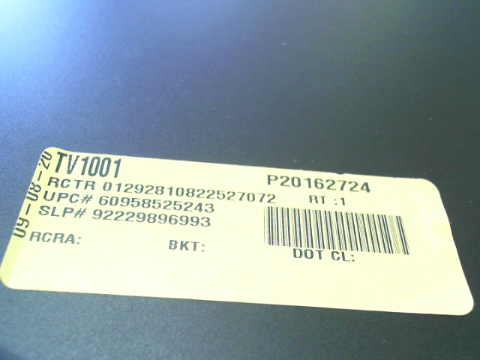 09-08-20
TV1001
P20162724
RCTR 01292810822527072
RT :1
UPC# 60958525243
SLP# 92229896993
RCRA:
BKT:
DOT CL: